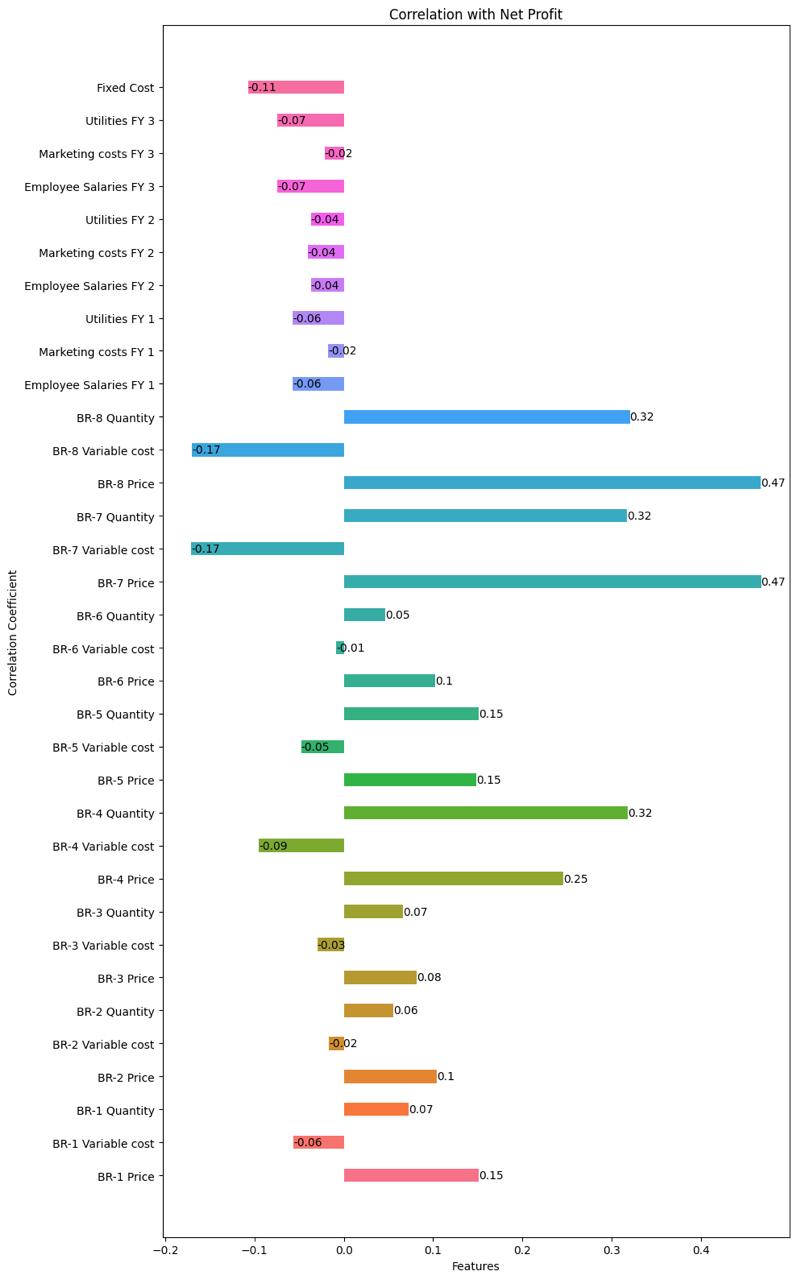 Correlation with Net Profit
Fixed Cost -0.11
Utilities FY 3 -0.07
Marketing costs FY 3 -0.02
Employee Salaries FY 3 -0.07
Utilities FY 2 -0.04
Marketing costs FY 2 -0.04
Employee Salaries FY 2 -0.04
Utilities FY 1 -0.06
Marketing costs FY 1 -0.02
Employee Salaries FY 1 -0.06
BR-8 Quantity 0.32
BR-8 Variable cost -0.17
BR-8 Price 0.47
BR-7 Quantity 0.32
BR-7 Variable cost -0.17
BR-7 Price 0.47
BR-6 Quantity 0.05
BR-6 Variable cost -0.01
BR-6 Price 0.1
BR-5 Quantity 0.15
BR-5 Variable cost -0.05
BR-5 Price 0.15
BR-4 Quantity 0.32
BR-4 Variable cost -0.09
BR-4 Price 0.25
BR-3 Quantity 0.07
BR-3 Variable cost -0.03
BR-3 Price 0.08
BR-2 Quantity 0.06
BR-2 Variable cost -0.02
BR-2 Price 0.1
BR-1 Quantity 0.07
BR-1 Variable cost -0.06
BR-1 Price 0.15
Correlation Coefficient
−0.2 −0.1 0.0 0.1 0.2 0.3 0.4
Features